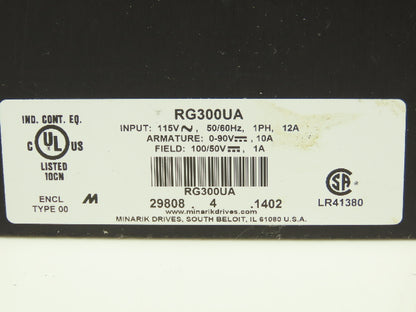 RG300UA
IND. CONT. EQ.
C UL US
LISTED
10CN
INPUT: 115V∿, 50/60Hz, 1PH, 12A
ARMATURE: 0-90V⎓, 10A
FIELD: 100/50V⎓, 1A
RG300UA
ENCL
TYPE 00
M
29808 . 4 .1402
www.minarikdrives.com
MINARIK DRIVES, SOUTH BELOIT, IL 61080 U.S.A.
SA
LR41380